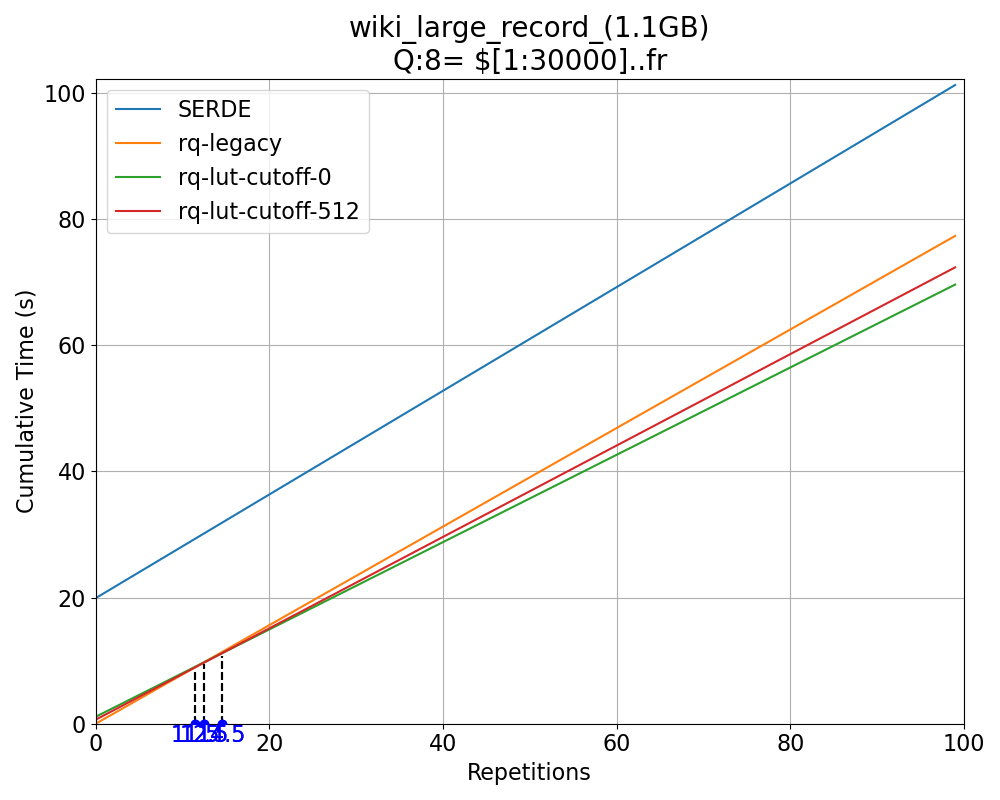 wiki_large_record_(1.1GB)
Q:8= $[1:30000]..fr
SERDE
rq-legacy
rq-lut-cutoff-0
rq-lut-cutoff-512
Cumulative Time (s)
100
80
60
40
20
0
0 20 40 60 80 100
Repetitions